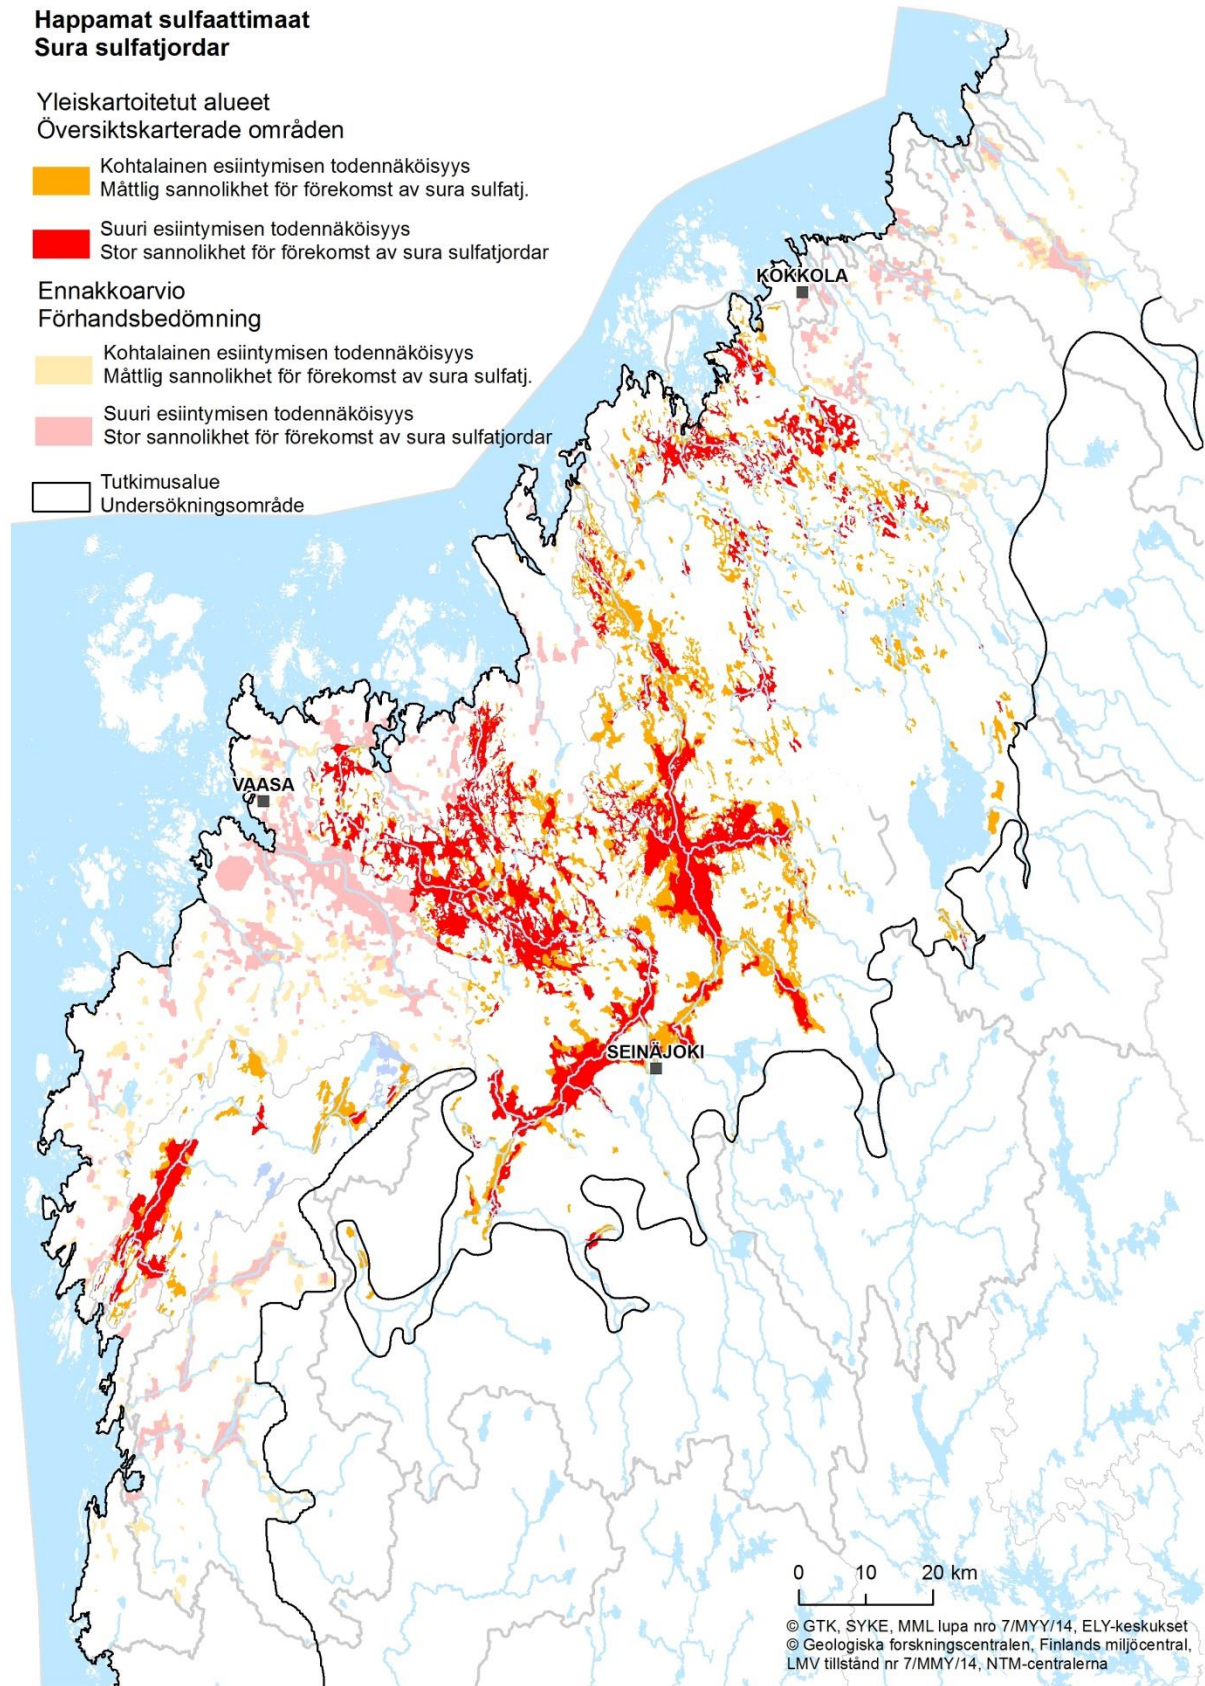 Happamat sulfaattimaat
Sura sulfatjordar
Yleiskartoitetut alueet
Översiktskarterade områden
Kohtalainen esiintymisen todennäköisyys
Måttlig sannolikhet för förekomst av sura sulfatj.
Suuri esiintymisen todennäköisyys
Stor sannolikhet för förekomst av sura sulfatjordar
Ennakkoarvio
Förhandsbedömning
Kohtalainen esiintymisen todennäköisyys
Måttlig sannolikhet för förekomst av sura sulfatj.
Suuri esiintymisen todennäköisyys
Stor sannolikhet för förekomst av sura sulfatjordar
Tutkimusalue
Undersökningsområde
KOKKOLA
VAASA
SEINÄJOKI
0 10 20 km
© GTK, SYKE, MML lupa nro 7/MYY/14, ELY-keskukset
© Geologiska forskningscentralen, Finlands miljöcentral,
LMV tillstånd nr 7/MMY/14, NTM-centralerna